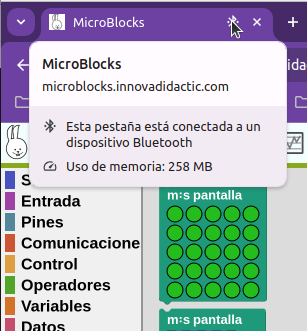 MicroBlocks
MicroBlocks
microblocks.innovadidactic.com
Esta pestaña está conectada a un
dispositivo Bluetooth
Uso de memoria: 258 MB
Entrada
Pines
Comunicacione
Control
Operadores
Variables
Datos
m:s pantalla
m:s pantalla